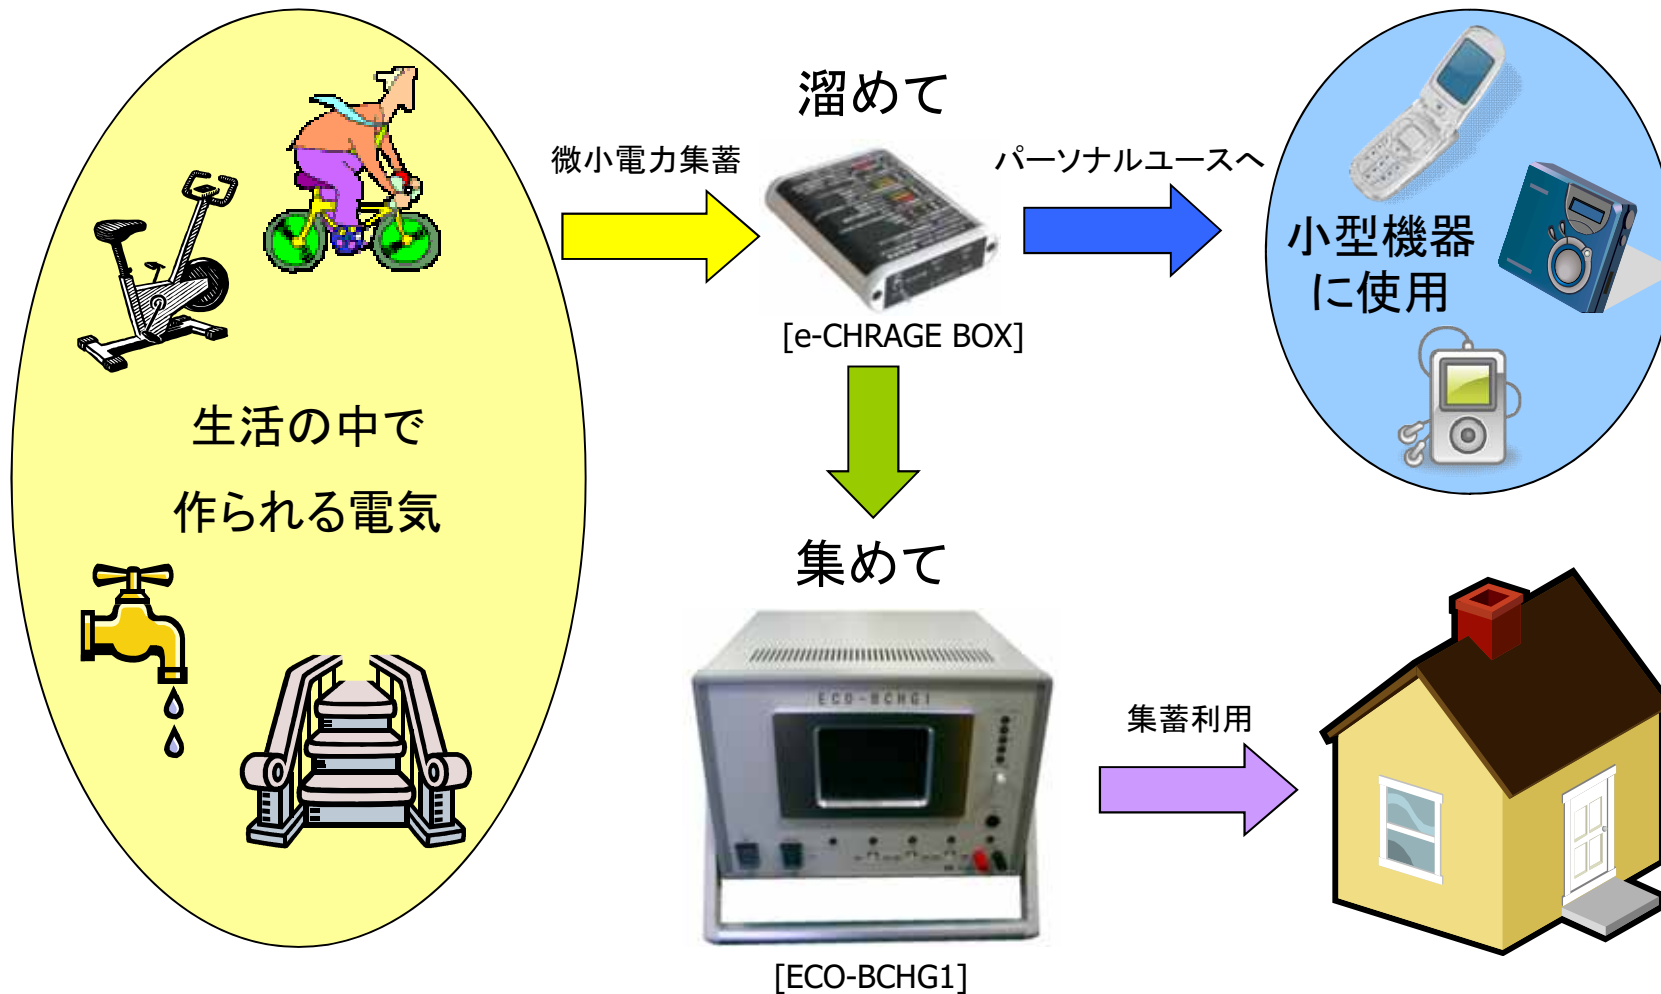 溜めて
微小電力集蓄
パーソナルユースへ
小型機器
に使用
[e-CHRAGE BOX]
生活の中で
作られる電気
集めて
ECO-BCHG1
集蓄利用
[ECO-BCHG1]